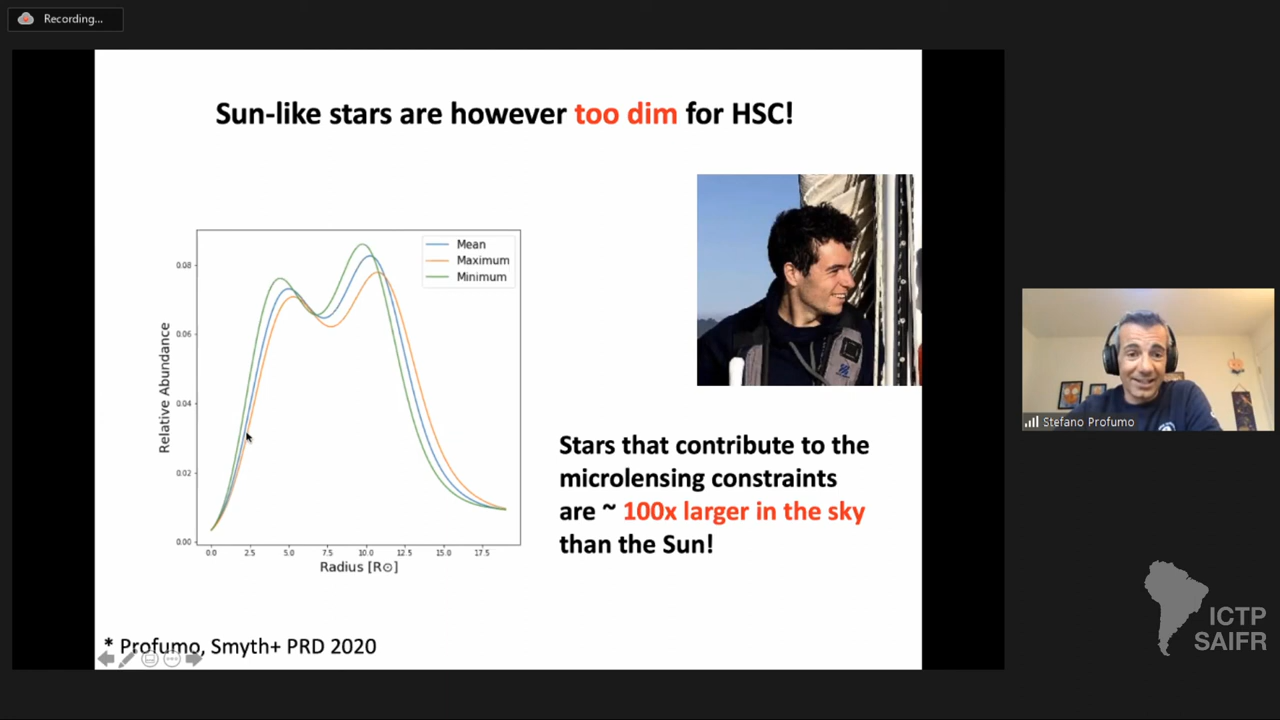 Recording...
Sun-like stars are however too dim for HSC!
Mean
Maximum
Minimum
0.08
0.06
0.04
0.02
0.00
Relative Abundance
0.0 2.5 5.0 7.5 10.0 12.5 15.0 17.5
Radius [R⊙]
Stars that contribute to the
microlensing constraints
are ~ 100x larger in the sky
than the Sun!
* Profumo, Smyth+ PRD 2020
Stefano Profumo
ICTP
SAIFR